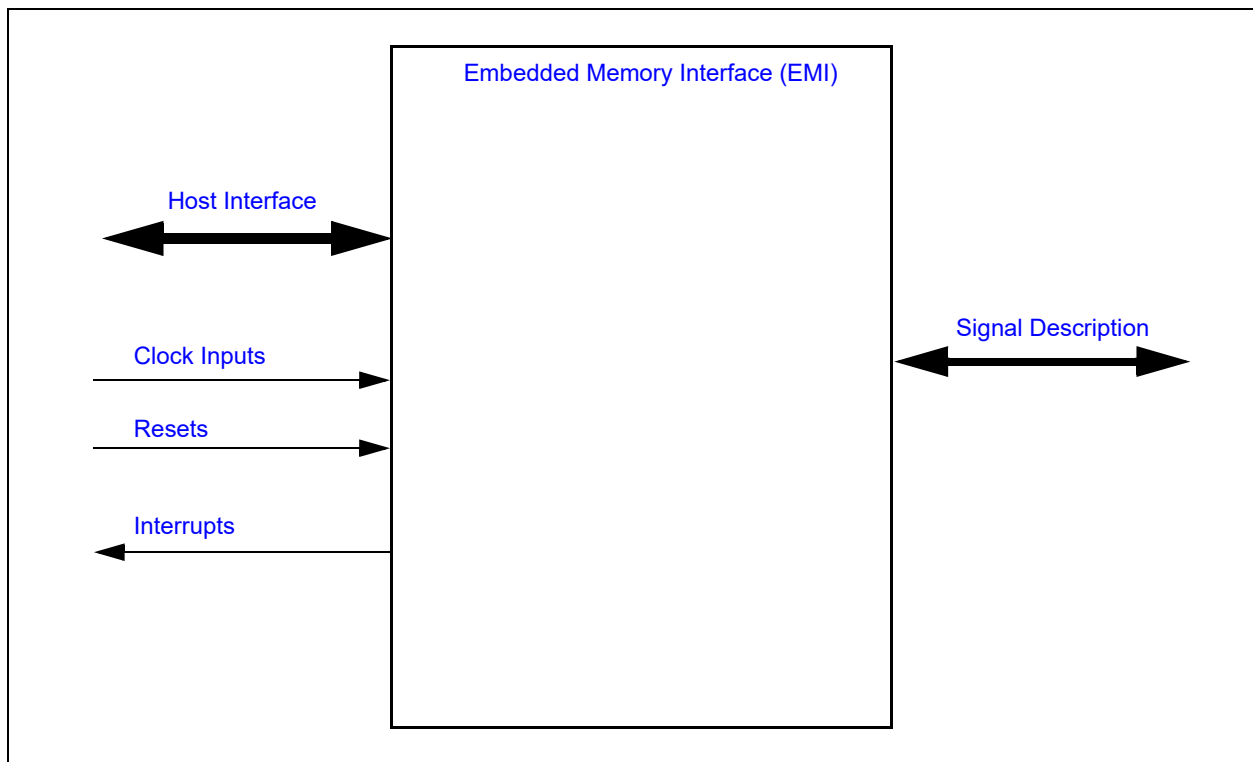 Embedded Memory Interface (EMI)
Host Interface
Signal Description
Clock Inputs
Resets
Interrupts